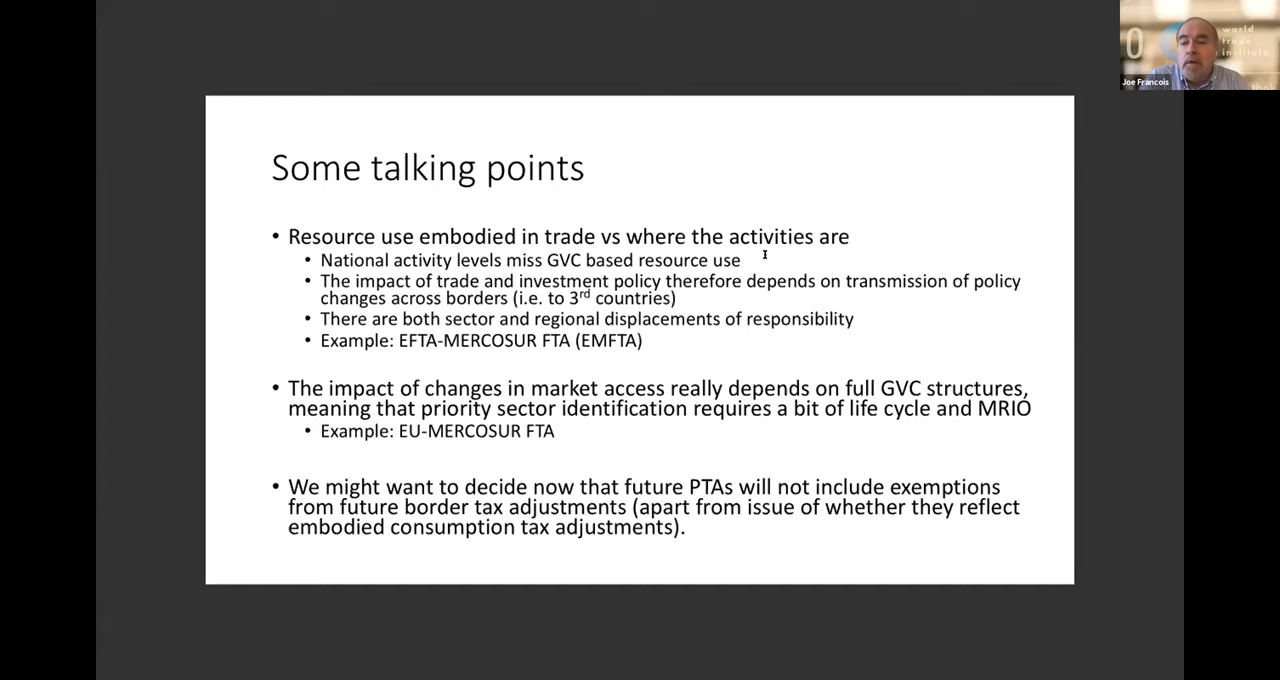 world
trade
institute
Joe Francois
Some talking points
• Resource use embodied in trade vs where the activities are
• National activity levels miss GVC based resource use
• The impact of trade and investment policy therefore depends on transmission of policy
changes across borders (i.e. to 3rd countries)
• There are both sector and regional displacements of responsibility
• Example: EFTA-MERCOSUR FTA (EMFTA)
• The impact of changes in market access really depends on full GVC structures,
meaning that priority sector identification requires a bit of life cycle and MRIO
• Example: EU-MERCOSUR FTA
• We might want to decide now that future PTAs will not include exemptions
from future border tax adjustments (apart from issue of whether they reflect
embodied consumption tax adjustments).